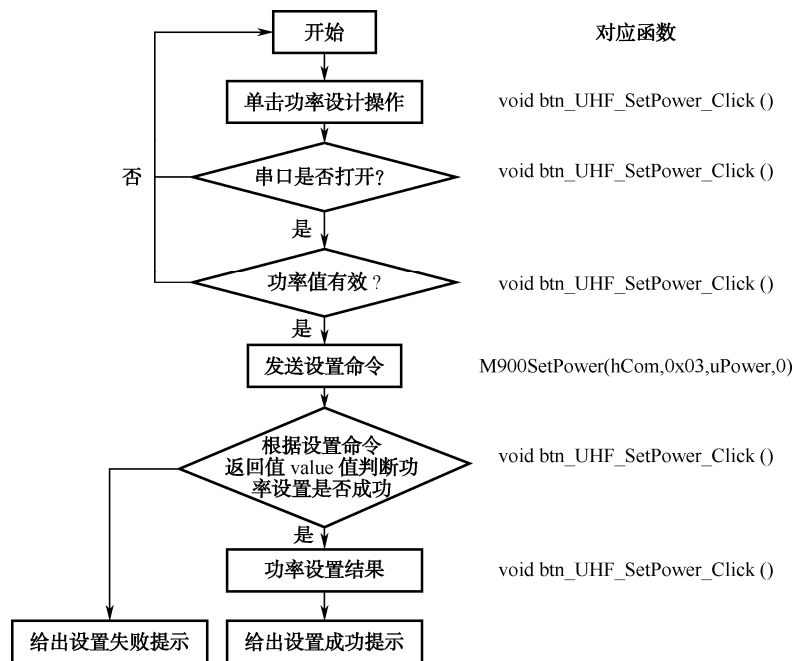 开始
对应函数
单击功率设计操作
void btn_UHF_SetPower_Click ()
串口是否打开?
void btn_UHF_SetPower_Click ()
否
是
功率值有效?
void btn_UHF_SetPower_Click ()
是
发送设置命令
M900SetPower(hCom,0x03,uPower,0)
根据设置命令
返回值 value 值判断功
率设置是否成功
void btn_UHF_SetPower_Click ()
是
功率设置结果
void btn_UHF_SetPower_Click ()
给出设置失败提示
给出设置成功提示